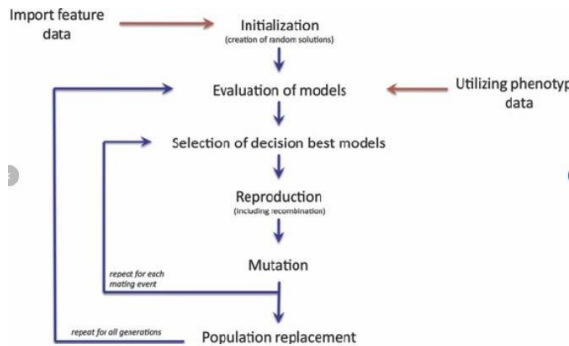 Import feature
data
Initialization
(creation of random solutions)
Evaluation of models
Utilizing phenotyp
data
Selection of decision best models
Reproduction
(including recombination)
Mutation
repeat for each
mating event
repeat for all generations
Population replacement